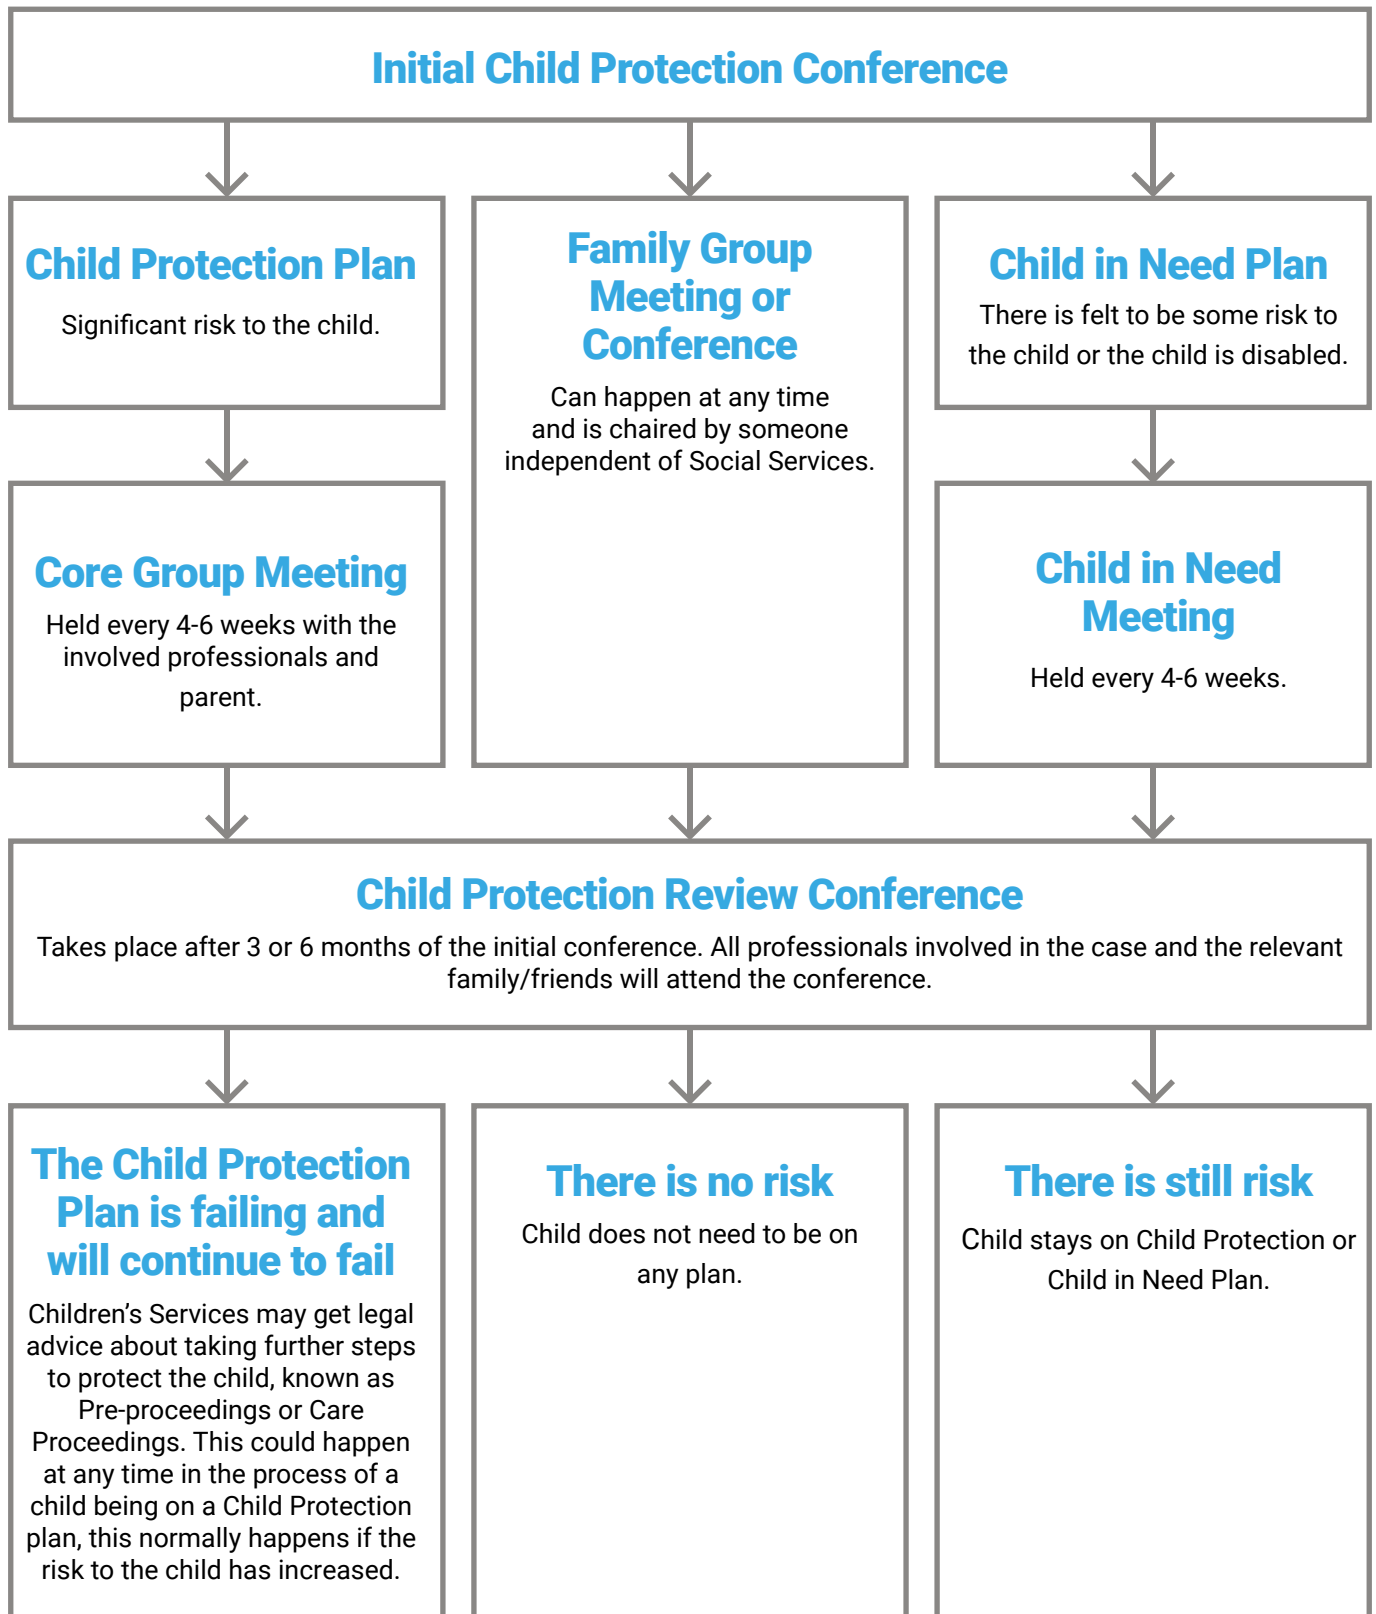 Initial Child Protection Conference
Child Protection Plan
Significant risk to the child.
Family Group
Meeting or
Conference
Can happen at any time
and is chaired by someone
independent of Social Services.
Child in Need Plan
There is felt to be some risk to
the child or the child is disabled.
Core Group Meeting
Held every 4-6 weeks with the
involved professionals and
parent.
Child in Need
Meeting
Held every 4-6 weeks.
Child Protection Review Conference
Takes place after 3 or 6 months of the initial conference. All professionals involved in the case and the relevant
family/friends will attend the conference.
The Child Protection
Plan is failing and
will continue to fail
Children’s Services may get legal
advice about taking further steps
to protect the child, known as
Pre-proceedings or Care
Proceedings. This could happen
at any time in the process of a
child being on a Child Protection
plan, this normally happens if the
risk to the child has increased.
There is no risk
Child does not need to be on
any plan.
There is still risk
Child stays on Child Protection or
Child in Need Plan.